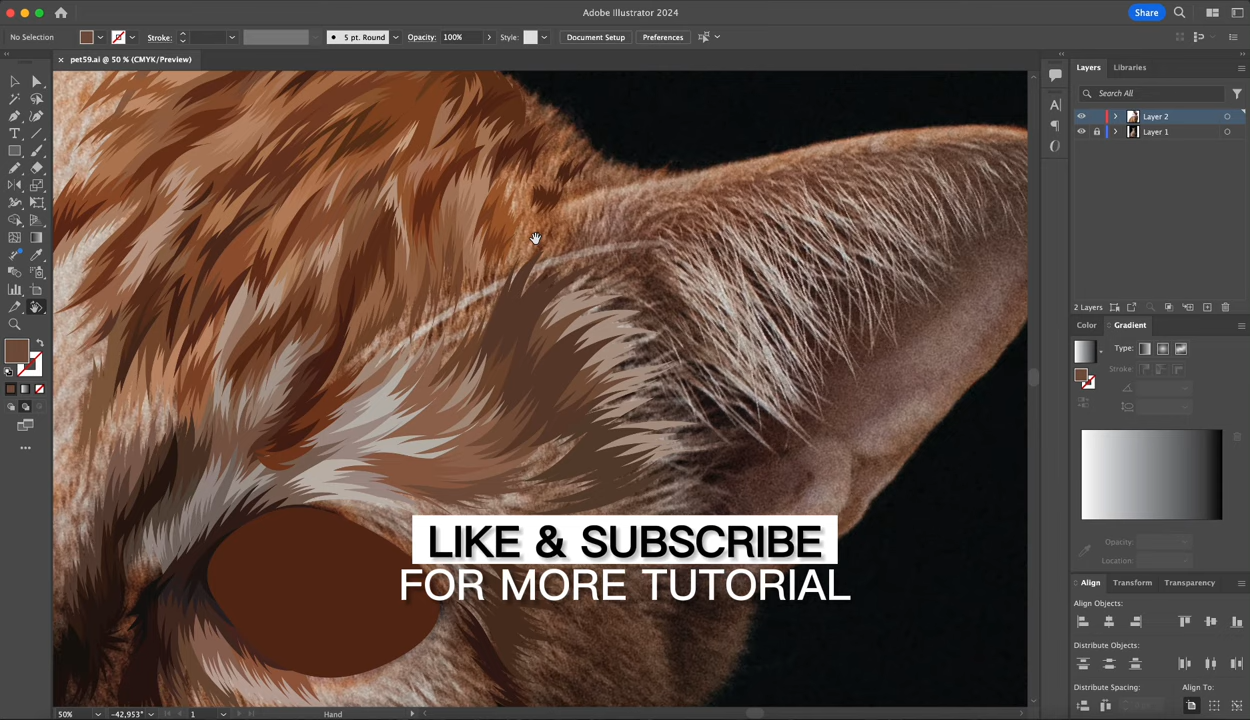 Adobe Illustrator 2024
Share
No Selection
Stroke:
5 pt. Round
Opacity:
100%
Style:
Document Setup
Preferences
pet59.ai @ 50 % (CMYK/Preview)
Layers
Libraries
Search All
Layer 2
Layer 1
2 Layers
Color
Gradient
Type:
Stroke:
LIKE & SUBSCRIBE
FOR MORE TUTORIAL
Opacity:
Location:
Align
Transform
Transparency
Align Objects:
Distribute Objects:
Distribute Spacing:
Align To:
50%
-42,953°
1
Hand